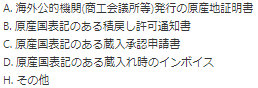 A. 海外公的機関(商工会議所等)発行の原産地証明書
B. 原産国表記のある積戻し許可通知書
C. 原産国表記のある蔵入承認申請書
D. 原産国表記のある蔵入れ時のインボイス
H. その他